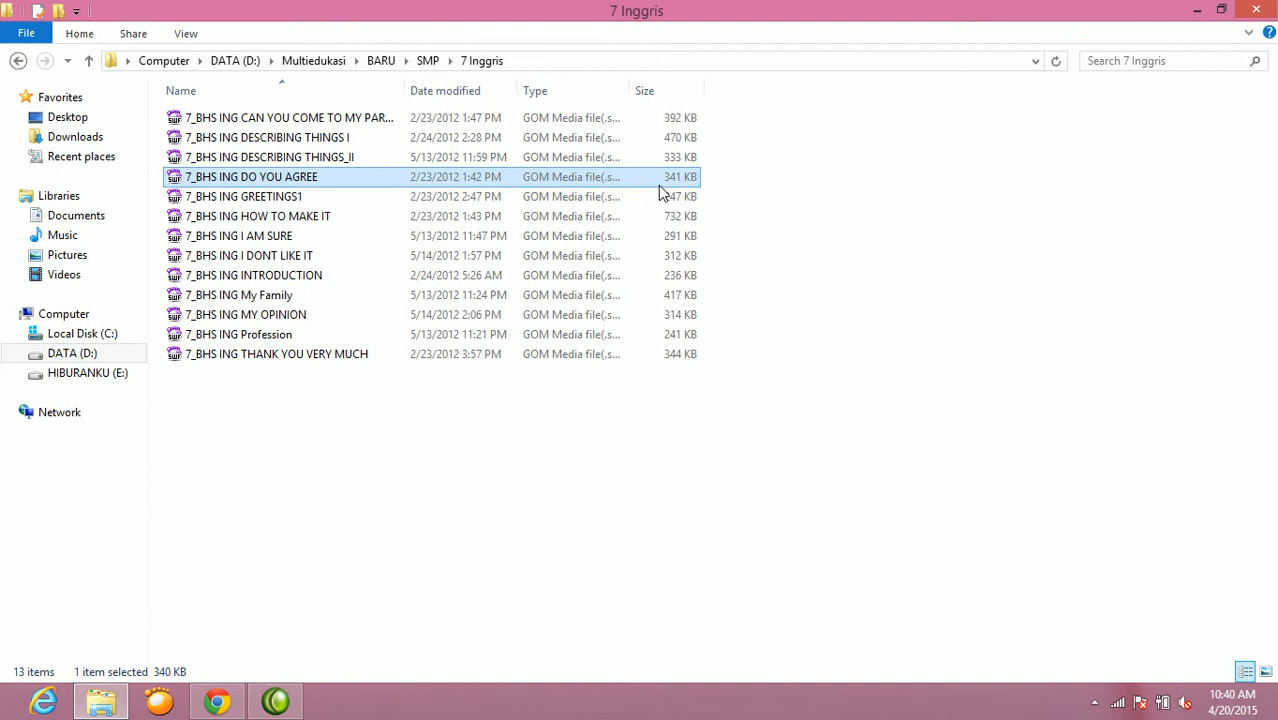 7 Inggris
File Home Share View
Computer DATA (D:) Multiedukasi BARU SMP 7 Inggris Search 7 Inggris
Name Date modified Type Size
Favorites
Desktop
Downloads
Recent places
Libraries
Documents
Music
Pictures
Videos
Computer
Local Disk (C:)
DATA (D:)
HIBURANKU (E:)
Network
7_BHS ING CAN YOU COME TO MY PAR... 2/23/2012 1:47 PM GOM Media file(.s... 392 KB
7_BHS ING DESCRIBING THINGS I 2/24/2012 2:28 PM GOM Media file(.s... 470 KB
7_BHS ING DESCRIBING THINGS_II 5/13/2012 11:59 PM GOM Media file(.s... 333 KB
7_BHS ING DO YOU AGREE 2/23/2012 1:42 PM GOM Media file(.s... 341 KB
7_BHS ING GREETINGS1 2/23/2012 2:47 PM GOM Media file(.s... KB
7_BHS ING HOW TO MAKE IT 2/23/2012 1:43 PM GOM Media file(.s... 732 KB
7_BHS ING I AM SURE 5/13/2012 11:47 PM GOM Media file(.s... 291 KB
7_BHS ING I DONT LIKE IT 5/14/2012 1:57 PM GOM Media file(.s... 312 KB
7_BHS ING INTRODUCTION 2/24/2012 5:26 AM GOM Media file(.s... 236 KB
7_BHS ING My Family 5/13/2012 11:24 PM GOM Media file(.s... 417 KB
7_BHS ING MY OPINION 5/14/2012 2:06 PM GOM Media file(.s... 314 KB
7_BHS ING Profession 5/13/2012 11:21 PM GOM Media file(.s... 241 KB
7_BHS ING THANK YOU VERY MUCH 2/23/2012 3:57 PM GOM Media file(.s... 344 KB
13 items 1 item selected 340 KB
10:40 AM
4/20/2015